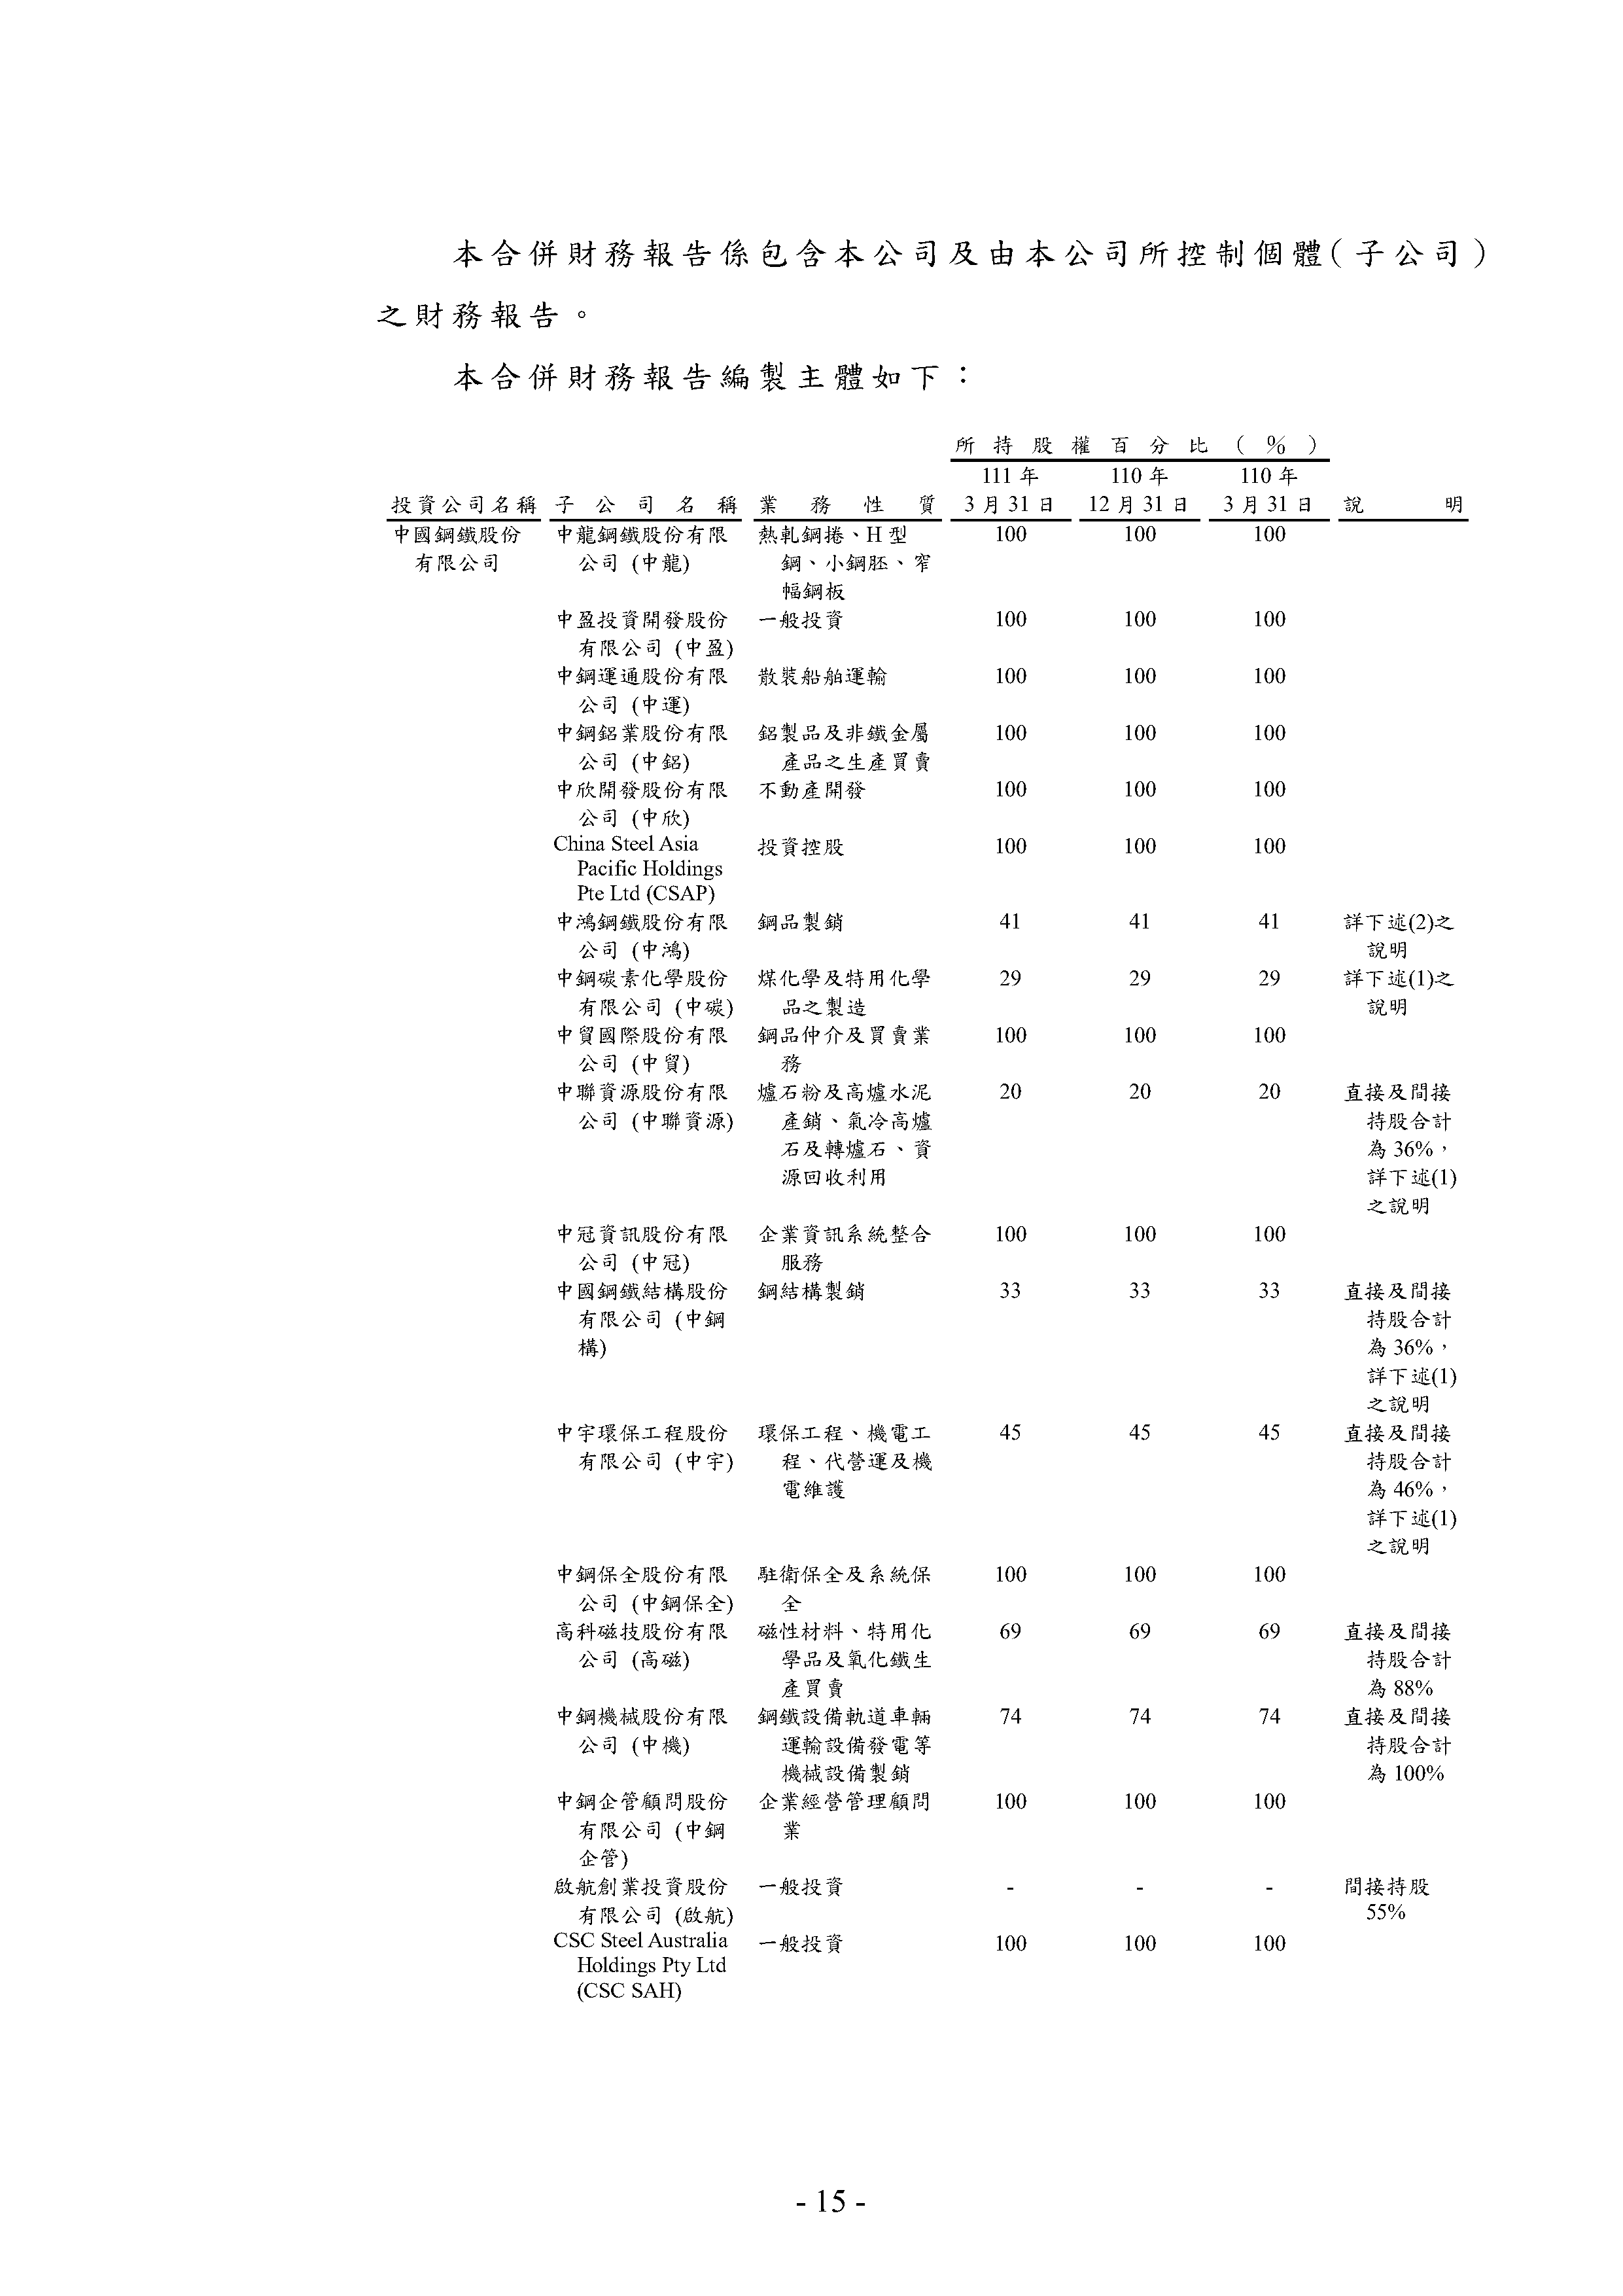 本合併財務報告係包含本公司及由本公司所控制個體(子公司)
之財務報告。
本合併財務報告編製主體如下：
所持股權百分比(%)
111年 110年 110年
投資公司名稱 子公司名稱 業務性質 3月31日 12月31日 3月31日 說明
中國鋼鐵股份 中龍鋼鐵股份有限 熱軋鋼捲、H型 100 100 100
有限公司 公司 (中龍) 鋼、小鋼胚、窄
幅鋼板
中盈投資開發股份 一般投資 100 100 100
有限公司 (中盈)
中鋼運通股份有限 散裝船舶運輸 100 100 100
公司 (中運)
中鋼鋁業股份有限 鋁製品及非鐵金屬 100 100 100
公司 (中鋁) 產品之生產買賣
中欣開發股份有限 不動產開發 100 100 100
公司 (中欣)
China Steel Asia 投資控股 100 100 100
Pacific Holdings
Pte Ltd (CSAP)
中鴻鋼鐵股份有限 鋼品製銷 41 41 41 詳下述(2)之
公司 (中鴻) 說明
中鋼碳素化學股份 煤化學及特用化學 29 29 29 詳下述(1)之
有限公司 (中碳) 品之製造 說明
中貿國際股份有限 鋼品仲介及買賣業 100 100 100
公司 (中貿) 務
中聯資源股份有限 爐石粉及高爐水泥 20 20 20 直接及間接
公司 (中聯資源) 產銷、氣冷高爐 持股合計
石及轉爐石、資 為36%，
源回收利用 詳下述(1)
之說明
中冠資訊股份有限 企業資訊系統整合 100 100 100
公司 (中冠) 服務
中國鋼鐵結構股份 鋼結構製銷 33 33 33 直接及間接
有限公司 (中鋼 持股合計
構) 為36%，
詳下述(1)
之說明
中宇環保工程股份 環保工程、機電工 45 45 45 直接及間接
有限公司 (中宇) 程、代營運及機 持股合計
電維護 為46%，
詳下述(1)
之說明
中鋼保全股份有限 駐衛保全及系統保 100 100 100
公司 (中鋼保全) 全
高科磁技股份有限 磁性材料、特用化 69 69 69 直接及間接
公司 (高磁) 學品及氧化鐵生 持股合計
產買賣 為88%
中鋼機械股份有限 鋼鐵設備軌道車輛 74 74 74 直接及間接
公司 (中機) 運輸設備發電等 持股合計
機械設備製銷 為100%
中鋼企管顧問股份 企業經營管理顧問 100 100 100
有限公司 (中鋼 業
企管)
啟航創業投資股份 一般投資 - - - 間接持股
有限公司 (啟航) 55%
CSC Steel Australia 一般投資 100 100 100
Holdings Pty Ltd
(CSC SAH)
- 15 -